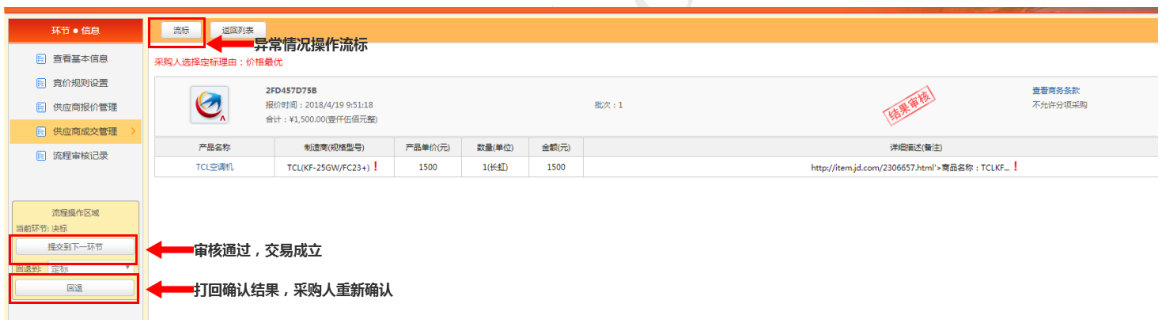 环节 ● 信息
查看基本信息
竞价规则设置
供应商报价管理
供应商成交管理 >
流程审核记录
流程操作区域
当前环节: 决标
提交到下一环节
回退到: 定标
回退
流标 返回列表
异常情况操作流标
采购人选择定标理由：价格最优
2FD457D75B
报价时间：2018/4/19 9:51:18
合计：¥1,500.00(壹仟伍佰元整)
批次：1
结果审核
查看商务条款
不允许分项采购
产品名称 制造商(规格型号) 产品单价(元) 数量(单位) 金额(元) 详细描述(备注)
TCL空调机 TCL(KF-25GW/FC23+)! 1500 1(长虹) 1500 http://item.jd.com/2306657.html'>商品名称：TCLKF...!
审核通过，交易成立
打回确认结果，采购人重新确认